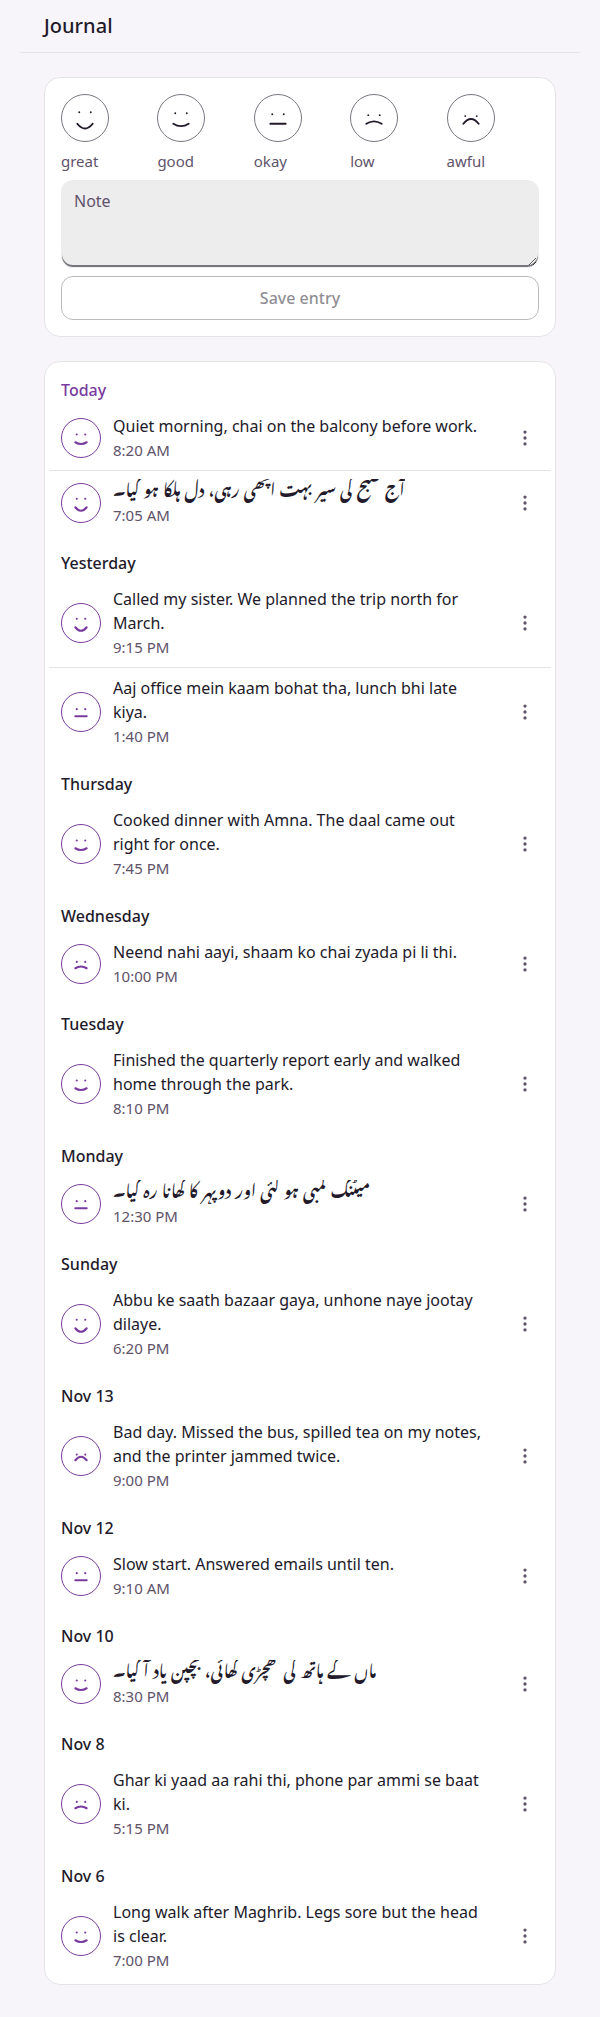 Journal
great
good
okay
low
awful
Note
Save entry
Today
Quiet morning, chai on the balcony before work.
8:20 AM
آج صبح کی سیر بہت اچھی رہی، دل ہلکا ہو گیا۔
7:05 AM
Yesterday
Called my sister. We planned the trip north for
March.
9:15 PM
Aaj office mein kaam bohat tha, lunch bhi late
kiya.
1:40 PM
Thursday
Cooked dinner with Amna. The daal came out
right for once.
7:45 PM
Wednesday
Neend nahi aayi, shaam ko chai zyada pi li thi.
10:00 PM
Tuesday
Finished the quarterly report early and walked
home through the park.
8:10 PM
Monday
میٹنگ لمبی ہو گئی اور دوپہر کا کھانا رہ گیا۔
12:30 PM
Sunday
Abbu ke saath bazaar gaya, unhone naye jootay
dilaye.
6:20 PM
Nov 13
Bad day. Missed the bus, spilled tea on my notes,
and the printer jammed twice.
9:00 PM
Nov 12
Slow start. Answered emails until ten.
9:10 AM
Nov 10
ماں کے ہاتھ کی کھچڑی کھائی، بچپن یاد آ گیا۔
8:30 PM
Nov 8
Ghar ki yaad aa rahi thi, phone par ammi se baat
ki.
5:15 PM
Nov 6
Long walk after Maghrib. Legs sore but the head
is clear.
7:00 PM